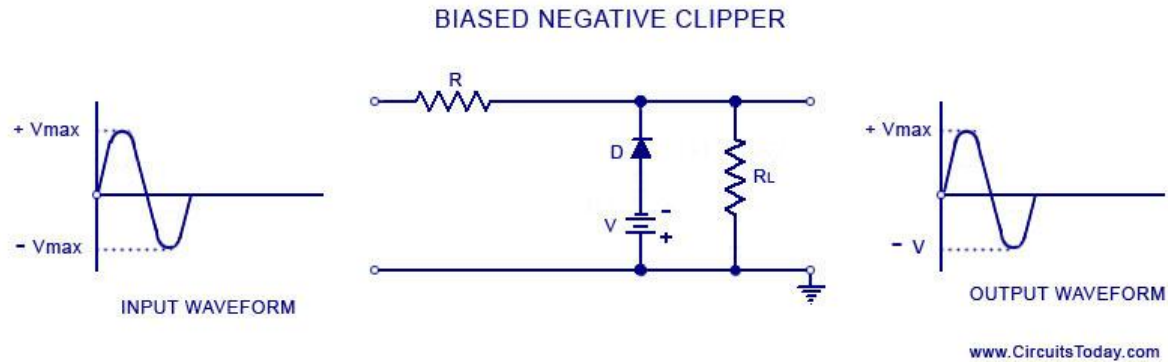 BIASED NEGATIVE CLIPPER
R
+ Vmax
- Vmax
INPUT WAVEFORM
D
V
-
+
RL
+ Vmax
- V
OUTPUT WAVEFORM
www.CircuitsToday.com